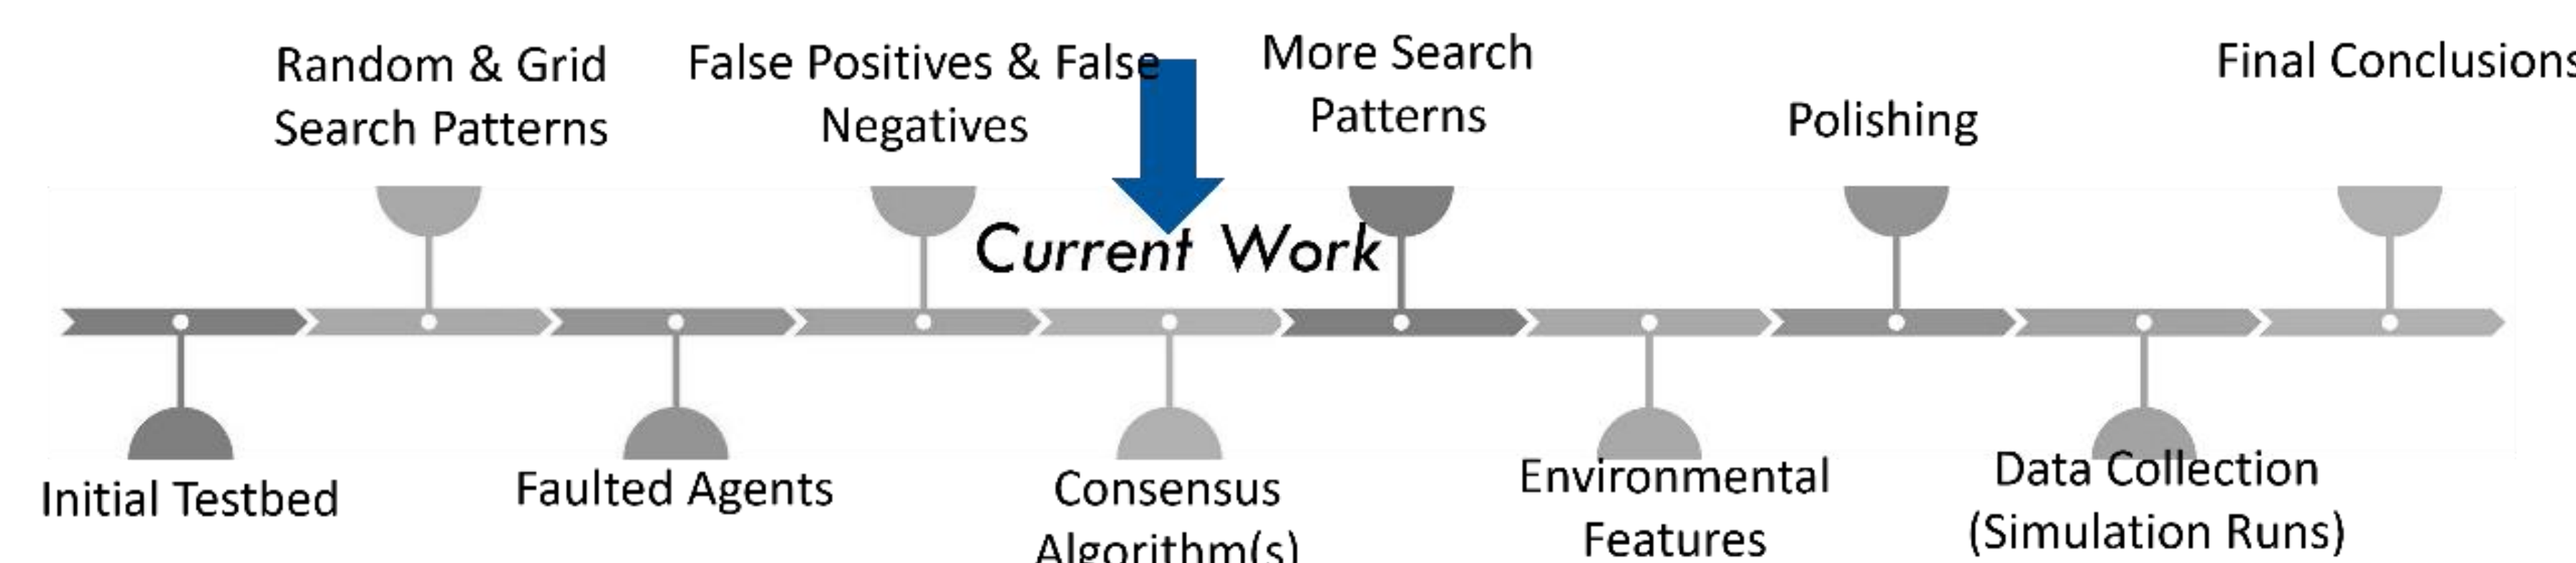 Random & Grid
Search Patterns
False Positives & False
Negatives
More Search
Patterns
Polishing
Final Conclusions
Current Work
Initial Testbed
Faulted Agents
Consensus
Algorithm(s)
Environmental
Features
Data Collection
(Simulation Runs)